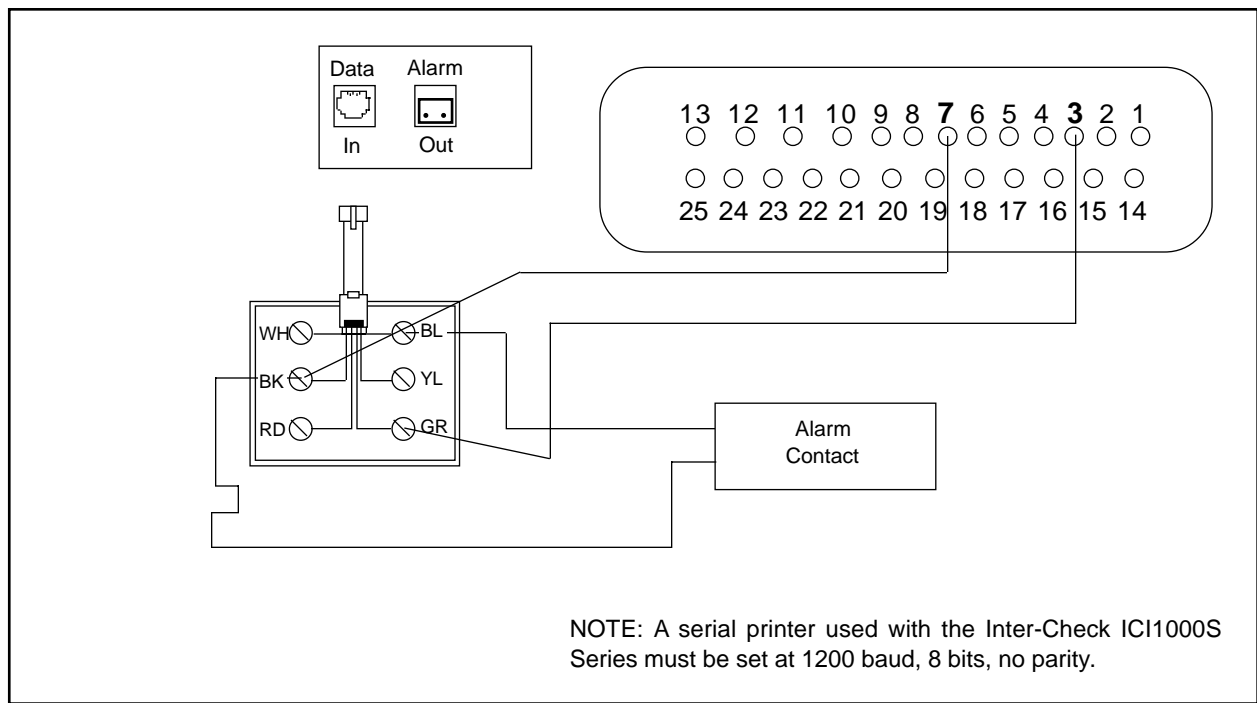 Data Alarm
In Out
13 12 11 10 9 8 7 6 5 4 3 2 1
25 24 23 22 21 20 19 18 17 16 15 14
WH BL
BK YL
RD GR
Alarm
Contact
NOTE: A serial printer used with the Inter-Check ICI1000S
Series must be set at 1200 baud, 8 bits, no parity.